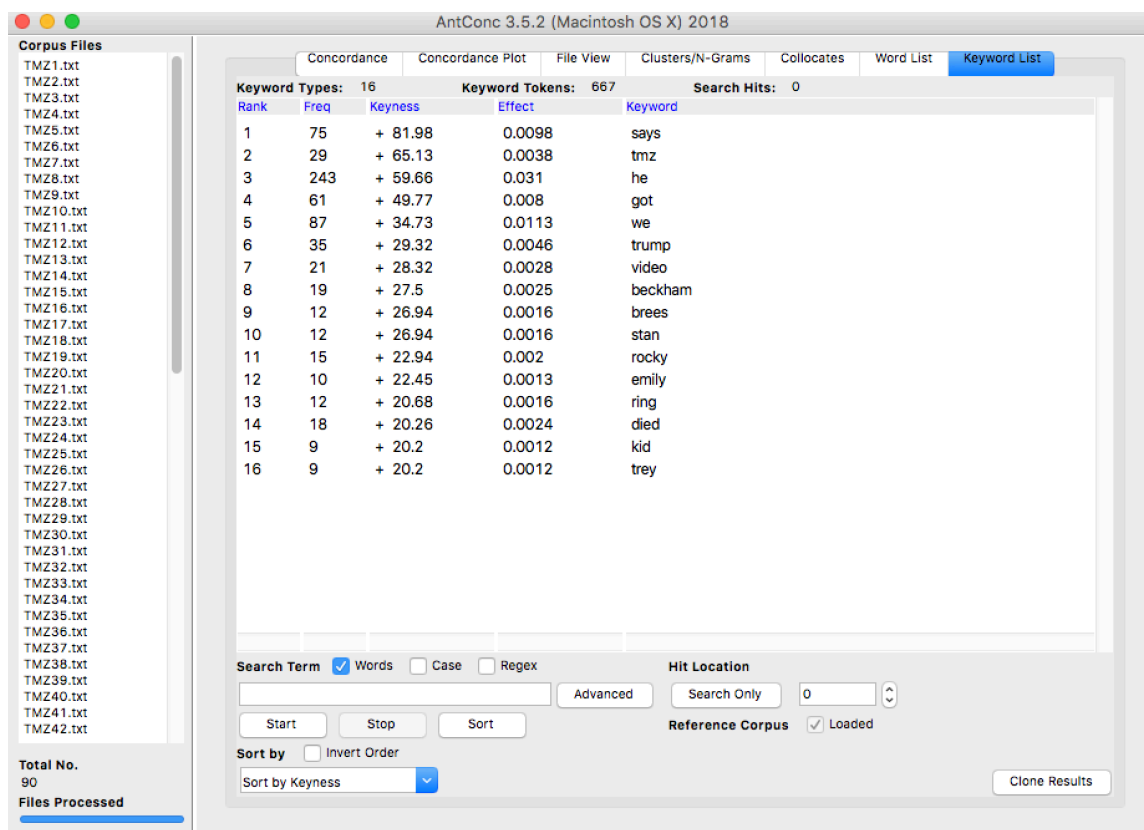 AntConc 3.5.2 (Macintosh OS X) 2018
Corpus Files
TMZ1.txt
TMZ2.txt
TMZ3.txt
TMZ4.txt
TMZ5.txt
TMZ6.txt
TMZ7.txt
TMZ8.txt
TMZ9.txt
TMZ10.txt
TMZ11.txt
TMZ12.txt
TMZ13.txt
TMZ14.txt
TMZ15.txt
TMZ16.txt
TMZ17.txt
TMZ18.txt
TMZ19.txt
TMZ20.txt
TMZ21.txt
TMZ22.txt
TMZ23.txt
TMZ24.txt
TMZ25.txt
TMZ26.txt
TMZ27.txt
TMZ28.txt
TMZ29.txt
TMZ30.txt
TMZ31.txt
TMZ32.txt
TMZ33.txt
TMZ34.txt
TMZ35.txt
TMZ36.txt
TMZ37.txt
TMZ38.txt
TMZ39.txt
TMZ40.txt
TMZ41.txt
TMZ42.txt
Total No.
90
Files Processed
Concordance Concordance Plot File View Clusters/N-Grams Collocates Word List Keyword List
Keyword Types: 16 Keyword Tokens: 667 Search Hits: 0
Rank Freq Keyness Effect Keyword
1 75 + 81.98 0.0098 says
2 29 + 65.13 0.0038 tmz
3 243 + 59.66 0.031 he
4 61 + 49.77 0.008 got
5 87 + 34.73 0.0113 we
6 35 + 29.32 0.0046 trump
7 21 + 28.32 0.0028 video
8 19 + 27.5 0.0025 beckham
9 12 + 26.94 0.0016 brees
10 12 + 26.94 0.0016 stan
11 15 + 22.94 0.002 rocky
12 10 + 22.45 0.0013 emily
13 12 + 20.68 0.0016 ring
14 18 + 20.26 0.0024 died
15 9 + 20.2 0.0012 kid
16 9 + 20.2 0.0012 trey
Search Term Words Case Regex Hit Location
Advanced Search Only 0
Start Stop Sort Reference Corpus Loaded
Sort by Invert Order
Sort by Keyness Clone Results